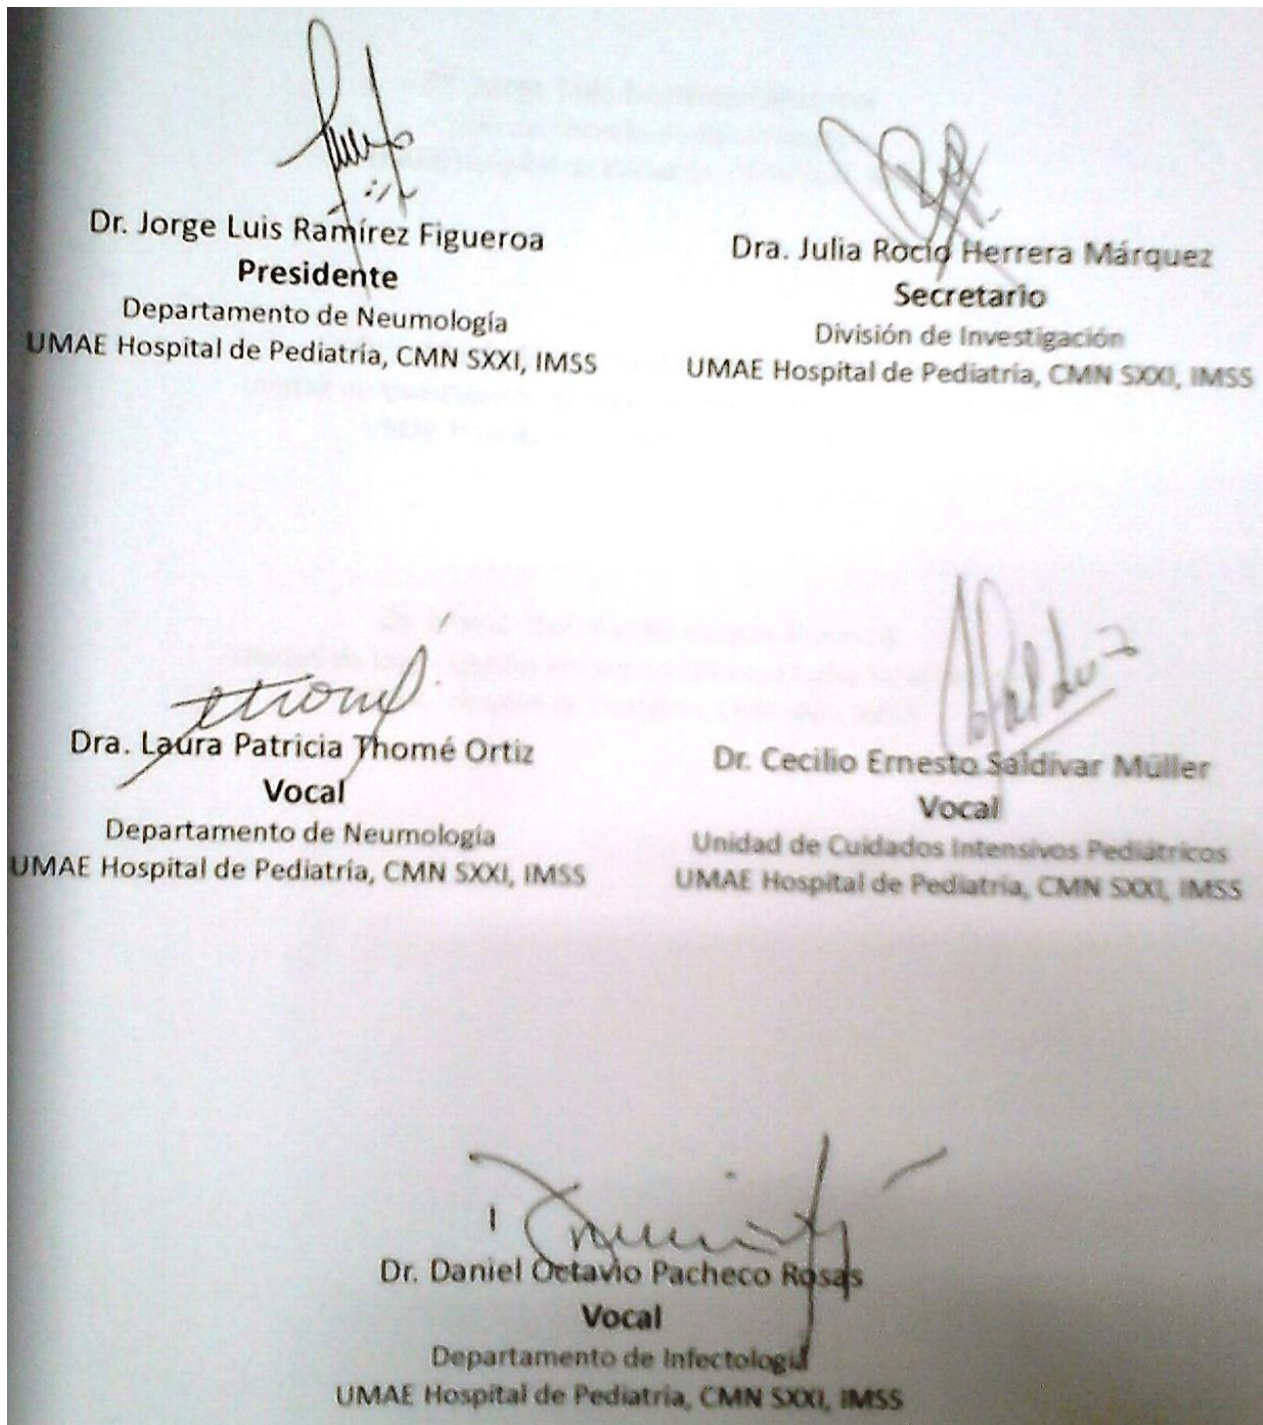 Dr. Jorge Luis Ramírez Figueroa
Presidente
Departamento de Neumología
UMAE Hospital de Pediatría, CMN SXXI, IMSS
Dra. Julia Rocío Herrera Márquez
Secretario
División de Investigación
UMAE Hospital de Pediatría, CMN SXXI, IMSS
Dra. Laura Patricia Thomé Ortiz
Vocal
Departamento de Neumología
UMAE Hospital de Pediatría, CMN SXXI, IMSS
Dr. Cecilio Ernesto Saldivar Müller
Vocal
Unidad de Cuidados Intensivos Pediátricos
UMAE Hospital de Pediatría, CMN SXXI, IMSS
Dr. Daniel Octavio Pacheco Rosas
Vocal
Departamento de Infectología
UMAE Hospital de Pediatría, CMN SXXI, IMSS